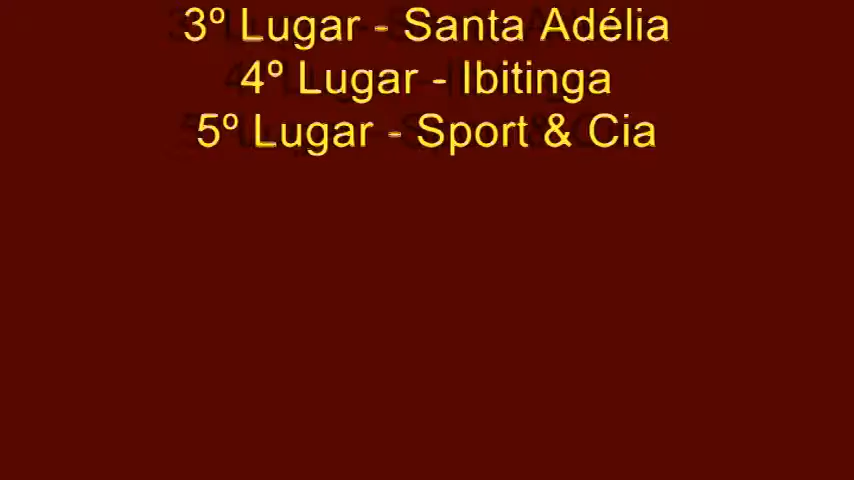 3º Lugar - Santa Adélia
4º Lugar - Ibitinga
5º Lugar - Sport & Cia